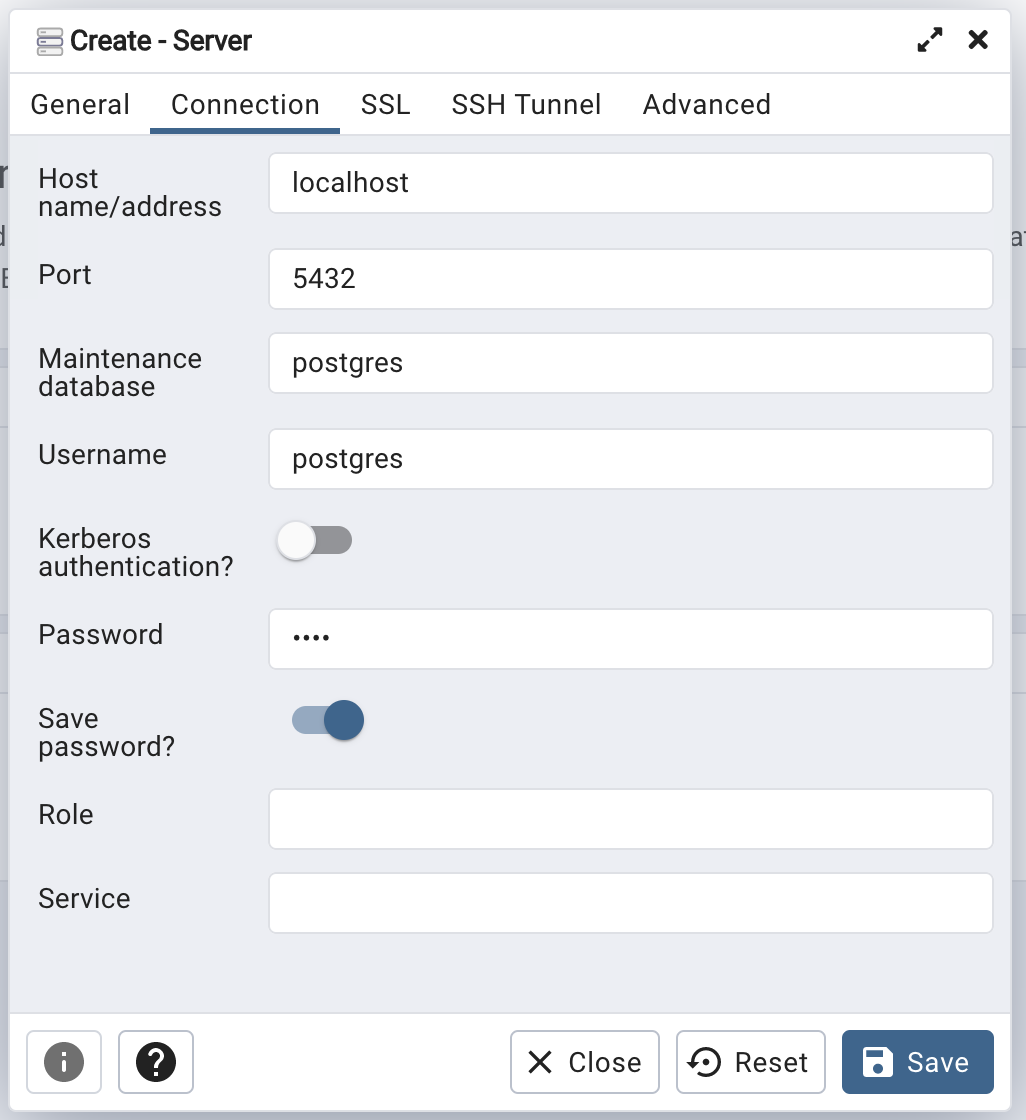 Create - Server
General Connection SSL SSH Tunnel Advanced
Host
name/address
localhost
Port
5432
Maintenance
database
postgres
Username
postgres
Kerberos
authentication?
Password
••••
Save
password?
Role
Service
Close Reset Save